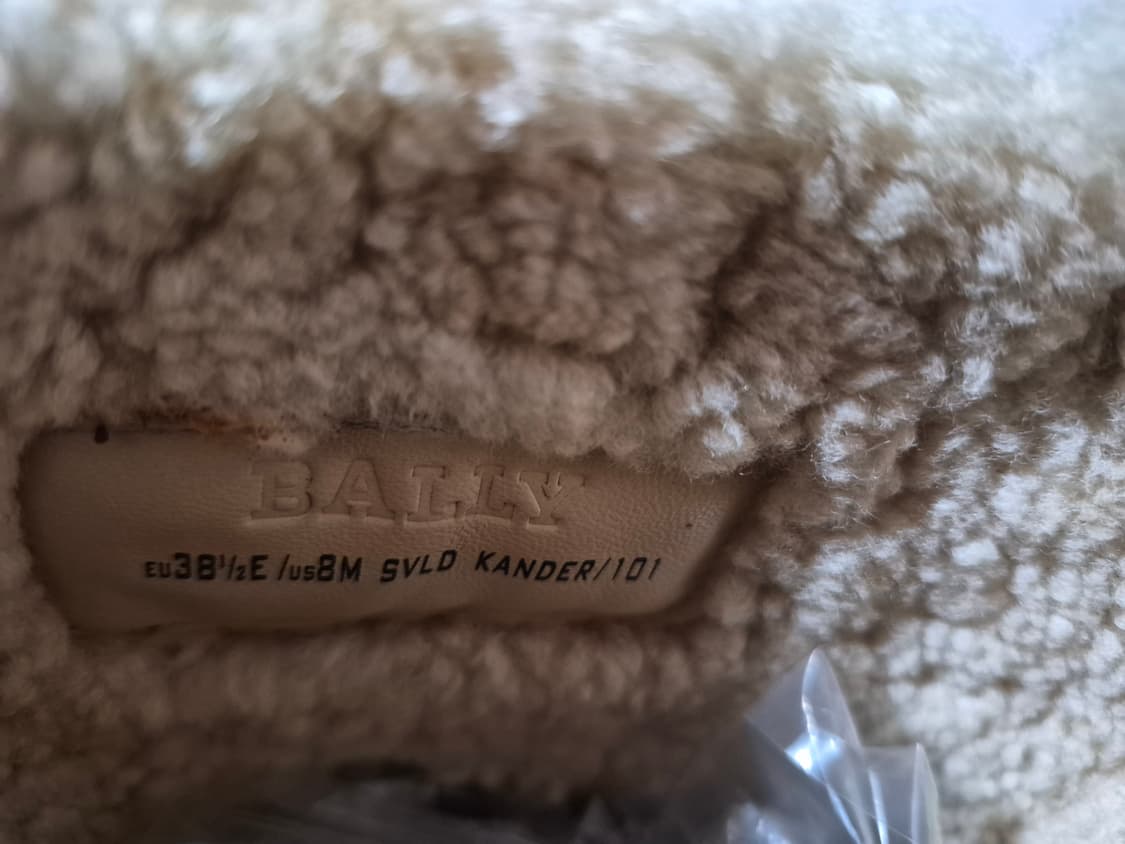 BALLY
EU38½E /US8M SVLD KANDER/101